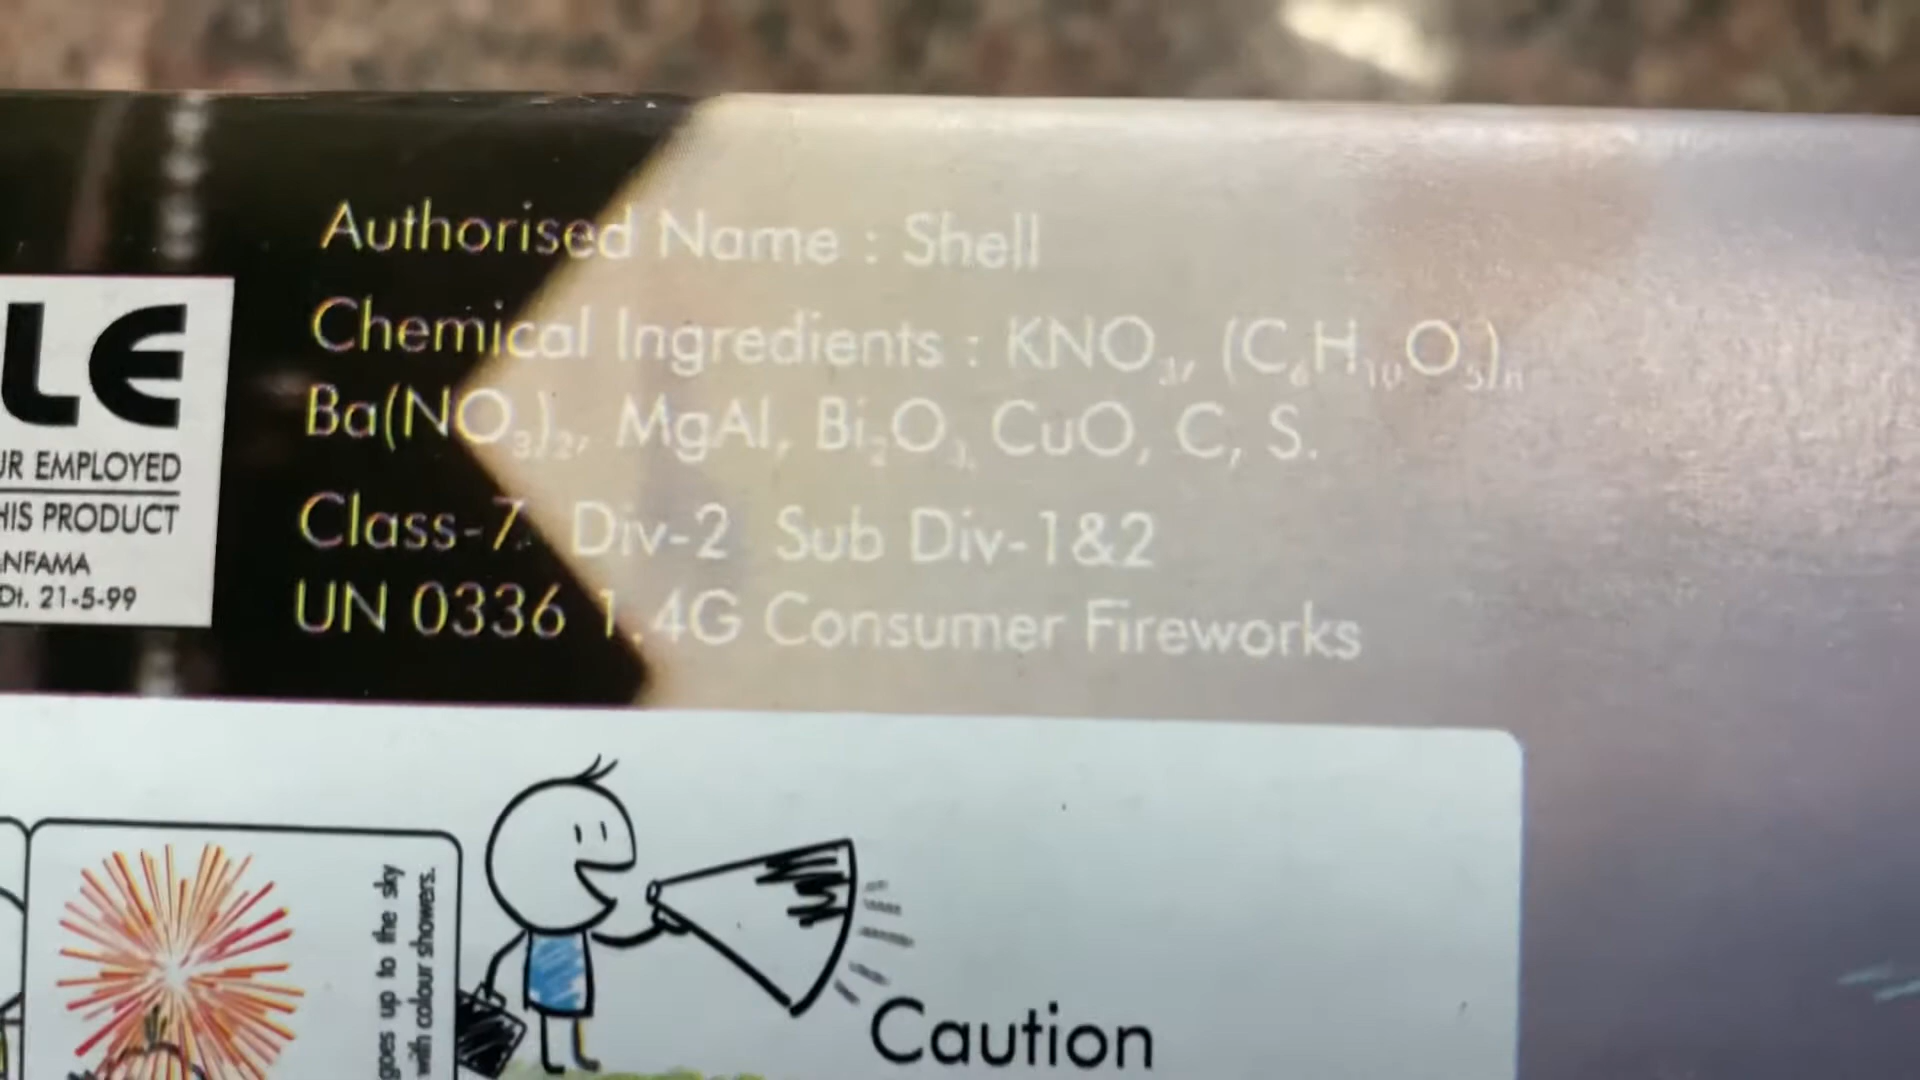 Authorised Name : Shell
Chemical Ingredients : KNO₃, (C₆H₁₀O₅)n
Ba(NO₃)₂, MgAl, Bi₂O₃, CuO, C, S.
Class-7 Div-2 Sub Div-1&2
UN 0336 1.4G Consumer Fireworks
LE
UR EMPLOYED
HIS PRODUCT
ANFAMA
Dt. 21-5-99
goes up to the sky
with colour showers.
Caution